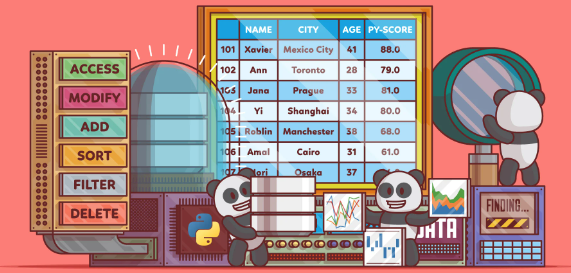 ACCESS
MODIFY
ADD
SORT
FILTER
DELETE
NAME CITY AGE PY-SCORE
101 Xavier Mexico City 41 88.0
102 Ann Toronto 28 79.0
103 Jana Prague 33 81.0
104 Yi Shanghai 34 80.0
105 Robin Manchester 38 68.0
106 Amal Cairo 31 61.0
107 Nori Osaka 37
DATA
FINDING...